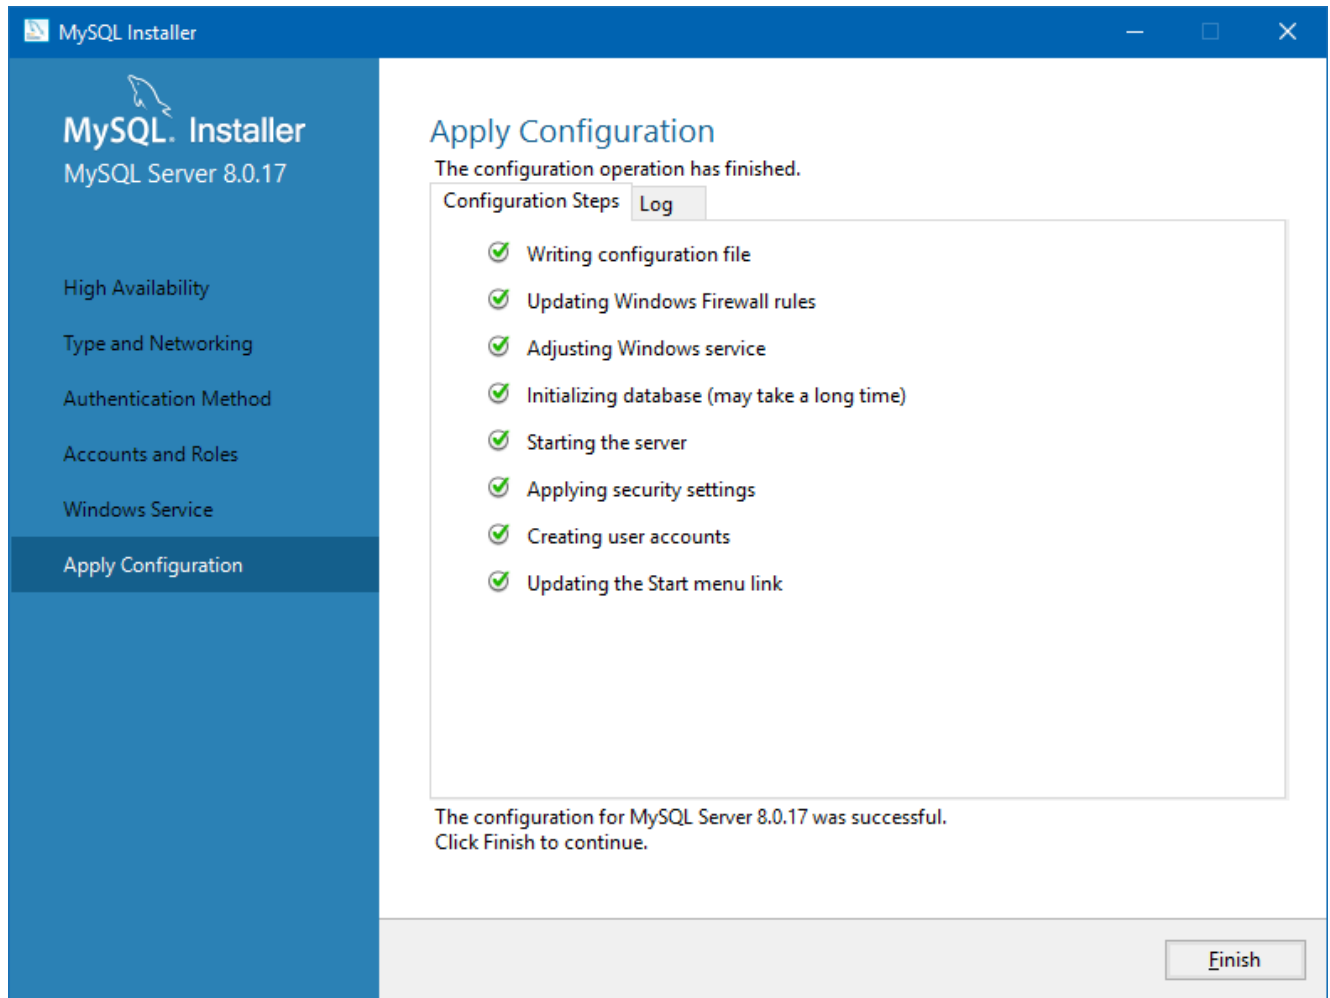 MySQL Installer
MySQL. Installer
MySQL Server 8.0.17
High Availability
Type and Networking
Authentication Method
Accounts and Roles
Windows Service
Apply Configuration
Apply Configuration
The configuration operation has finished.
Configuration Steps Log
Writing configuration file
Updating Windows Firewall rules
Adjusting Windows service
Initializing database (may take a long time)
Starting the server
Applying security settings
Creating user accounts
Updating the Start menu link
The configuration for MySQL Server 8.0.17 was successful.
Click Finish to continue.
Finish